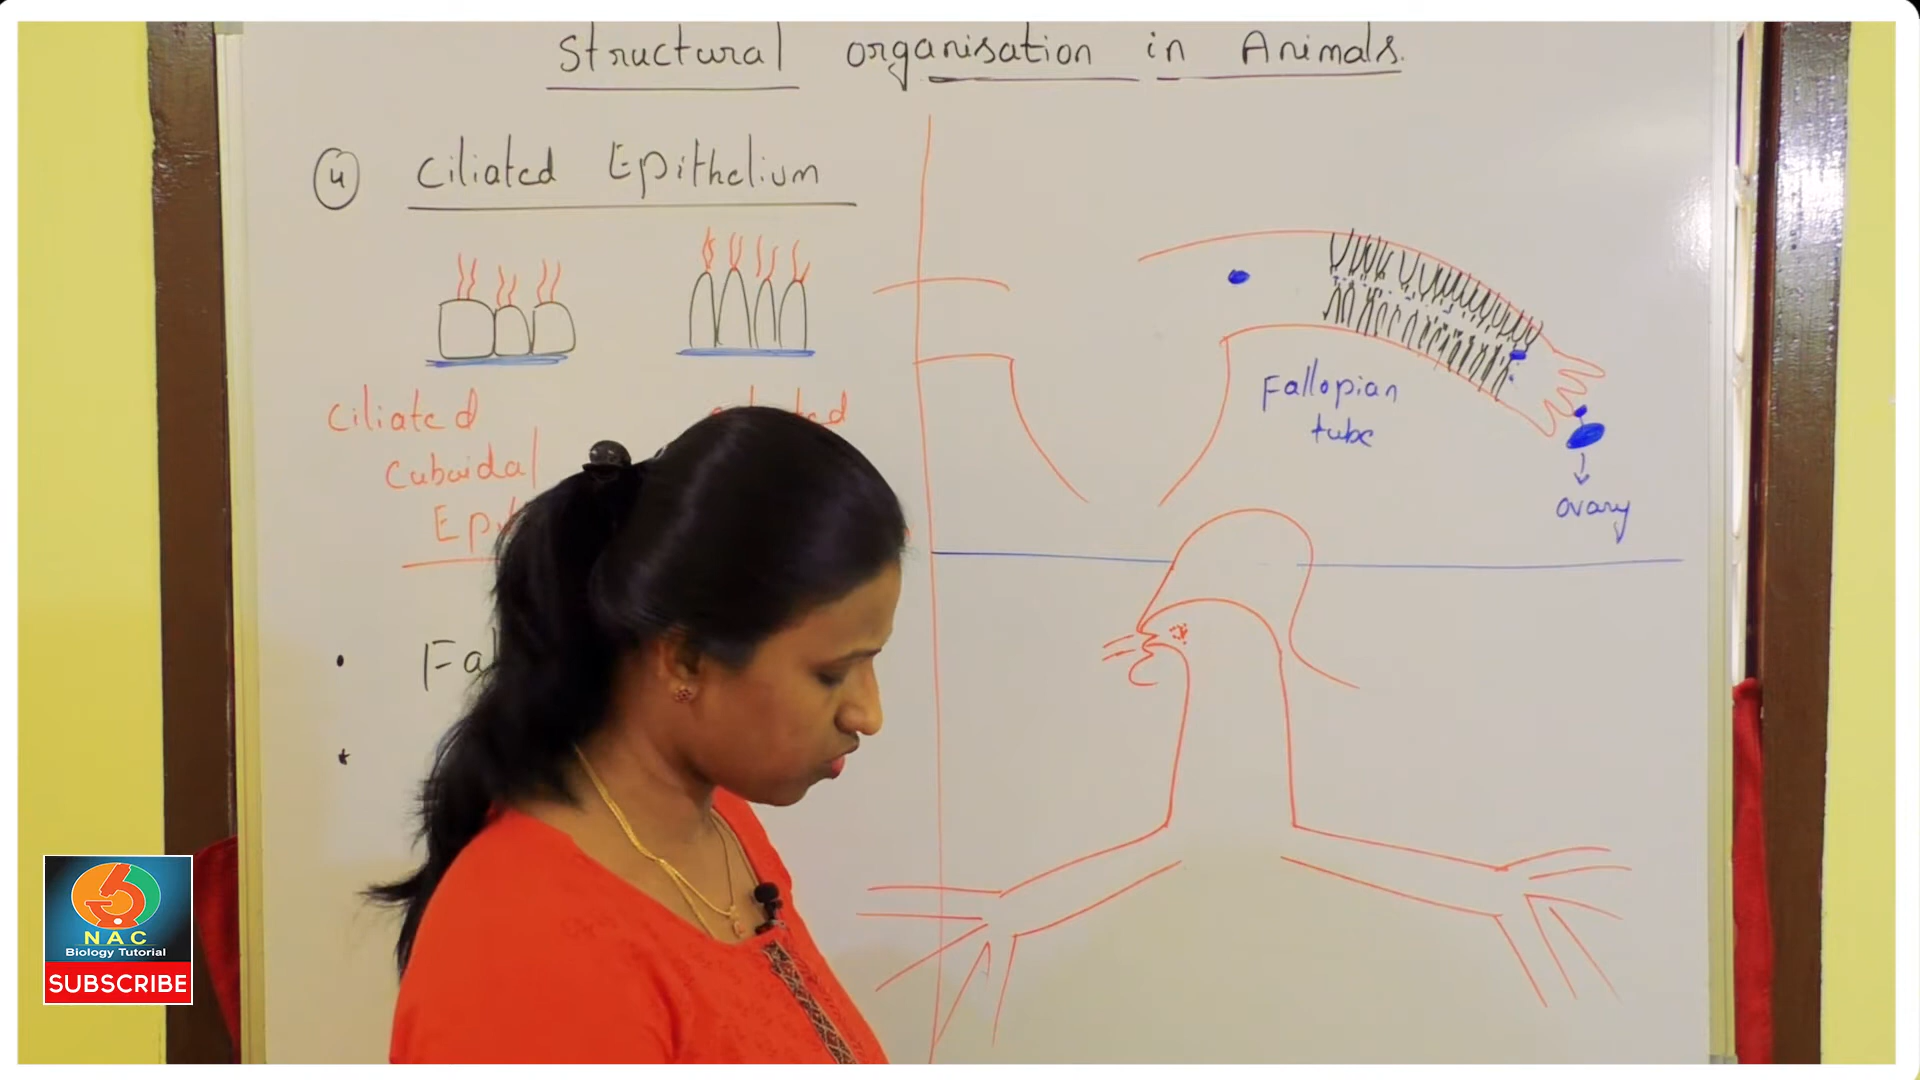 Structural organisation in Animals.
4 Ciliated Epithelium
Ciliated
Cuboidal
Fallopian
tube
ovary
NAC
Biology Tutorial
SUBSCRIBE